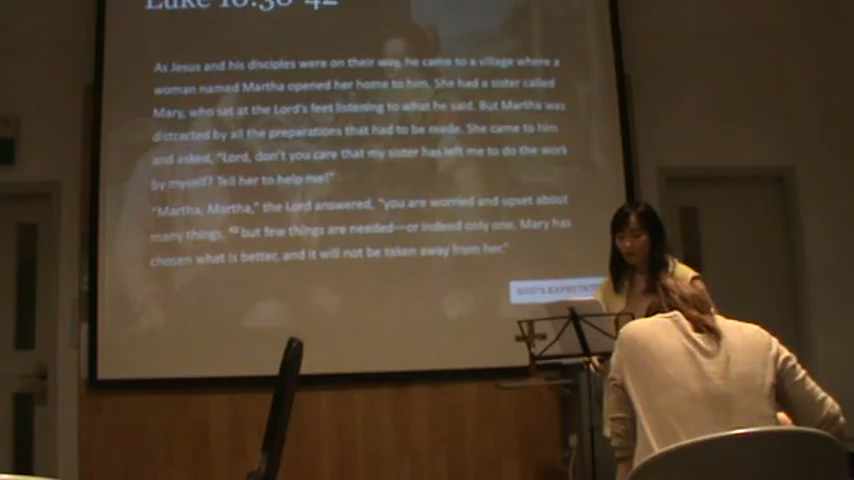 Luke 10:38-42
As Jesus and his disciples were on their way, he came to a village where a
woman named Martha opened her home to him. She had a sister called
Mary, who sat at the Lord's feet listening to what he said. But Martha was
distracted by all the preparations that had to be made. She came to him
and asked, "Lord, don't you care that my sister has left me to do the work
by myself? Tell her to help me!"
"Martha, Martha," the Lord answered, "you are worried and upset about
many things, 42 but few things are needed—or indeed only one. Mary has
chosen what is better, and it will not be taken away from her."
GOD'S